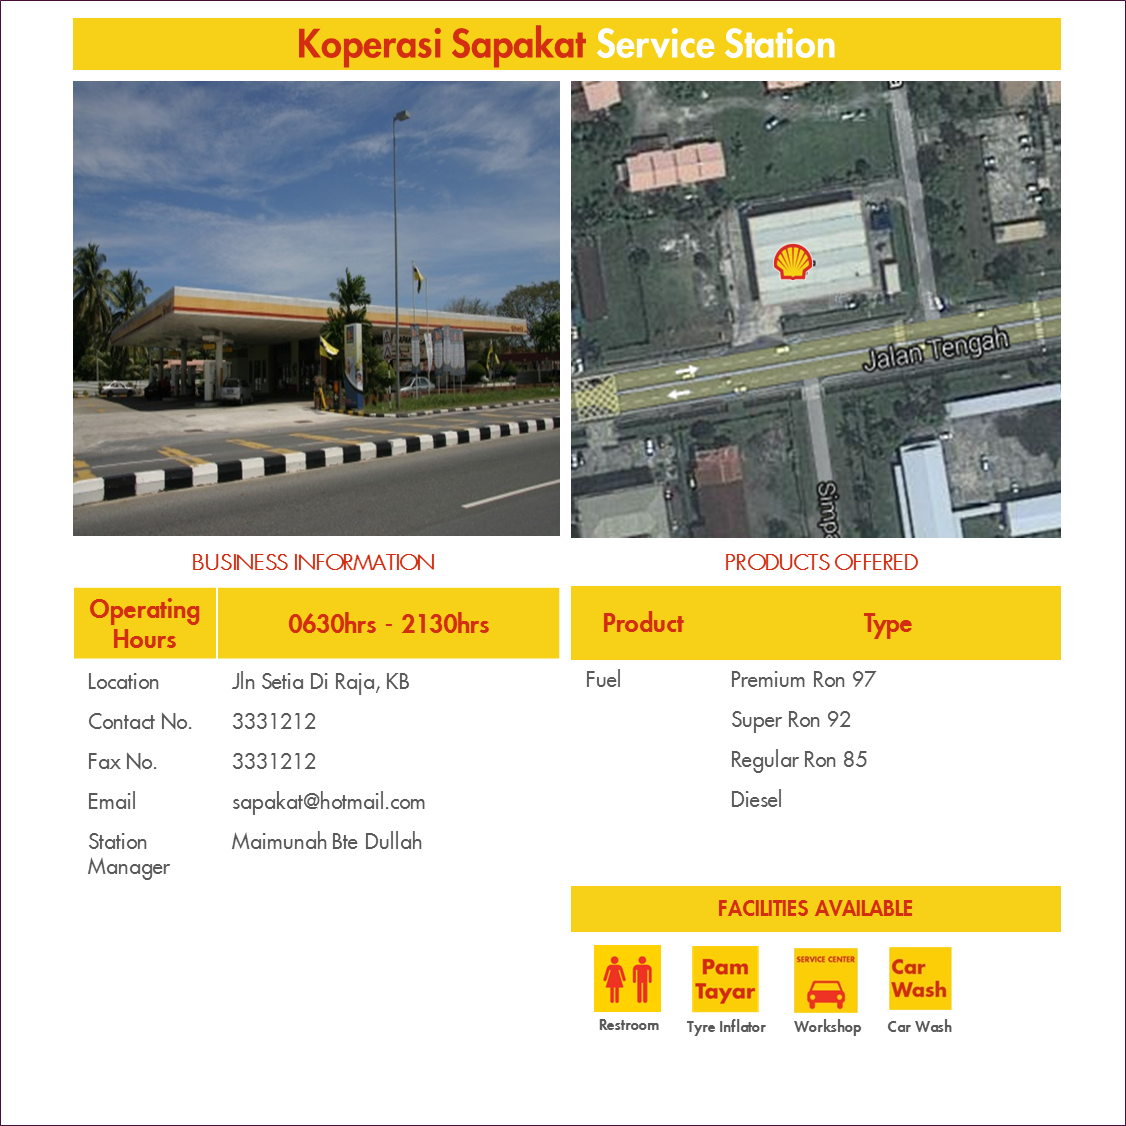 Koperasi Sapakat Service Station
Jalan Tengah
BUSINESS INFORMATION
Operating
Hours
0630hrs - 2130hrs
Location
Jln Setia Di Raja, KB
Contact No.
3331212
Fax No.
3331212
Email
sapakat@hotmail.com
Station
Manager
Maimunah Bte Dullah
PRODUCTS OFFERED
Product
Type
Fuel
Premium Ron 97
Super Ron 92
Regular Ron 85
Diesel
FACILITIES AVAILABLE
Pam
Tayar
SERVICE CENTER
Car
Wash
Restroom
Tyre Inflator
Workshop
Car Wash